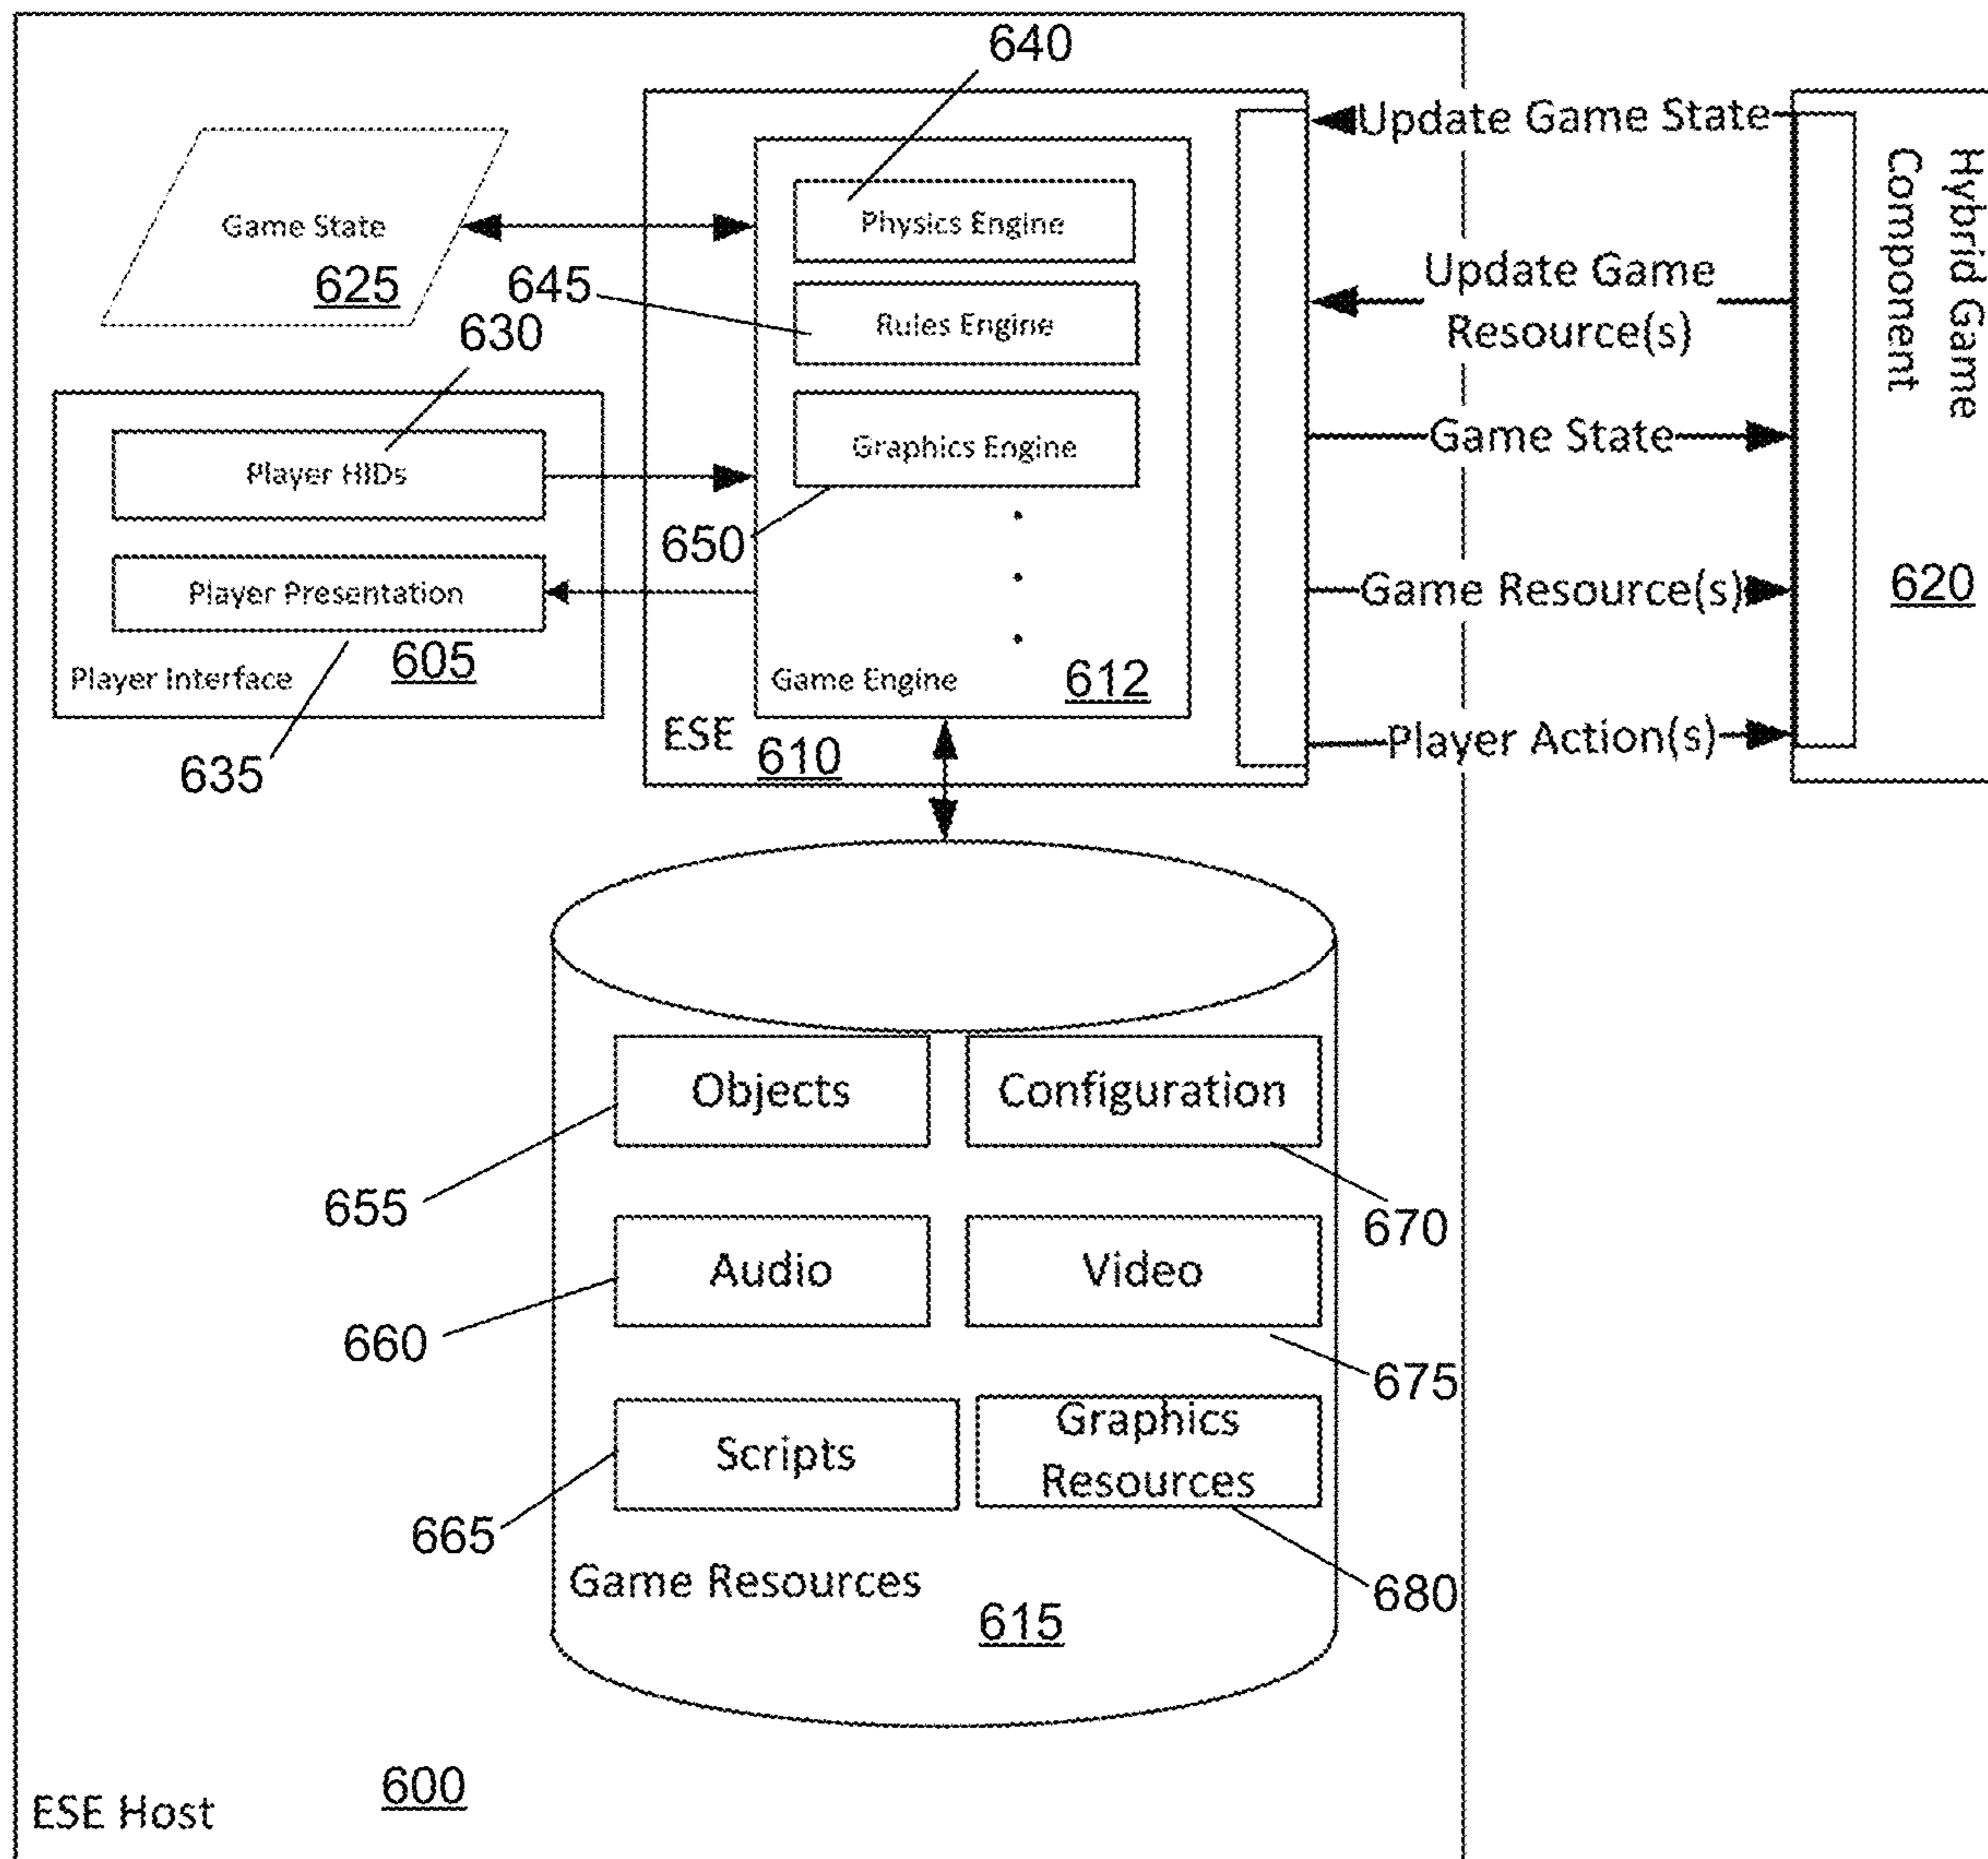 640
Update Game State
Hybrid Game
Component
Game State
625
Physics Engine
645
Rules Engine
Update Game
Resource(s)
630
Player HIDs
Graphics Engine
Game State
650
Player Presentation
605
Player Interface
635
Game Engine
612
ESE
610
Game Resource(s)
620
Player Action(s)
Objects
Configuration
655
670
Audio
Video
660
675
Scripts
Graphics
Resources
665
680
Game Resources
615
600
ESE Host